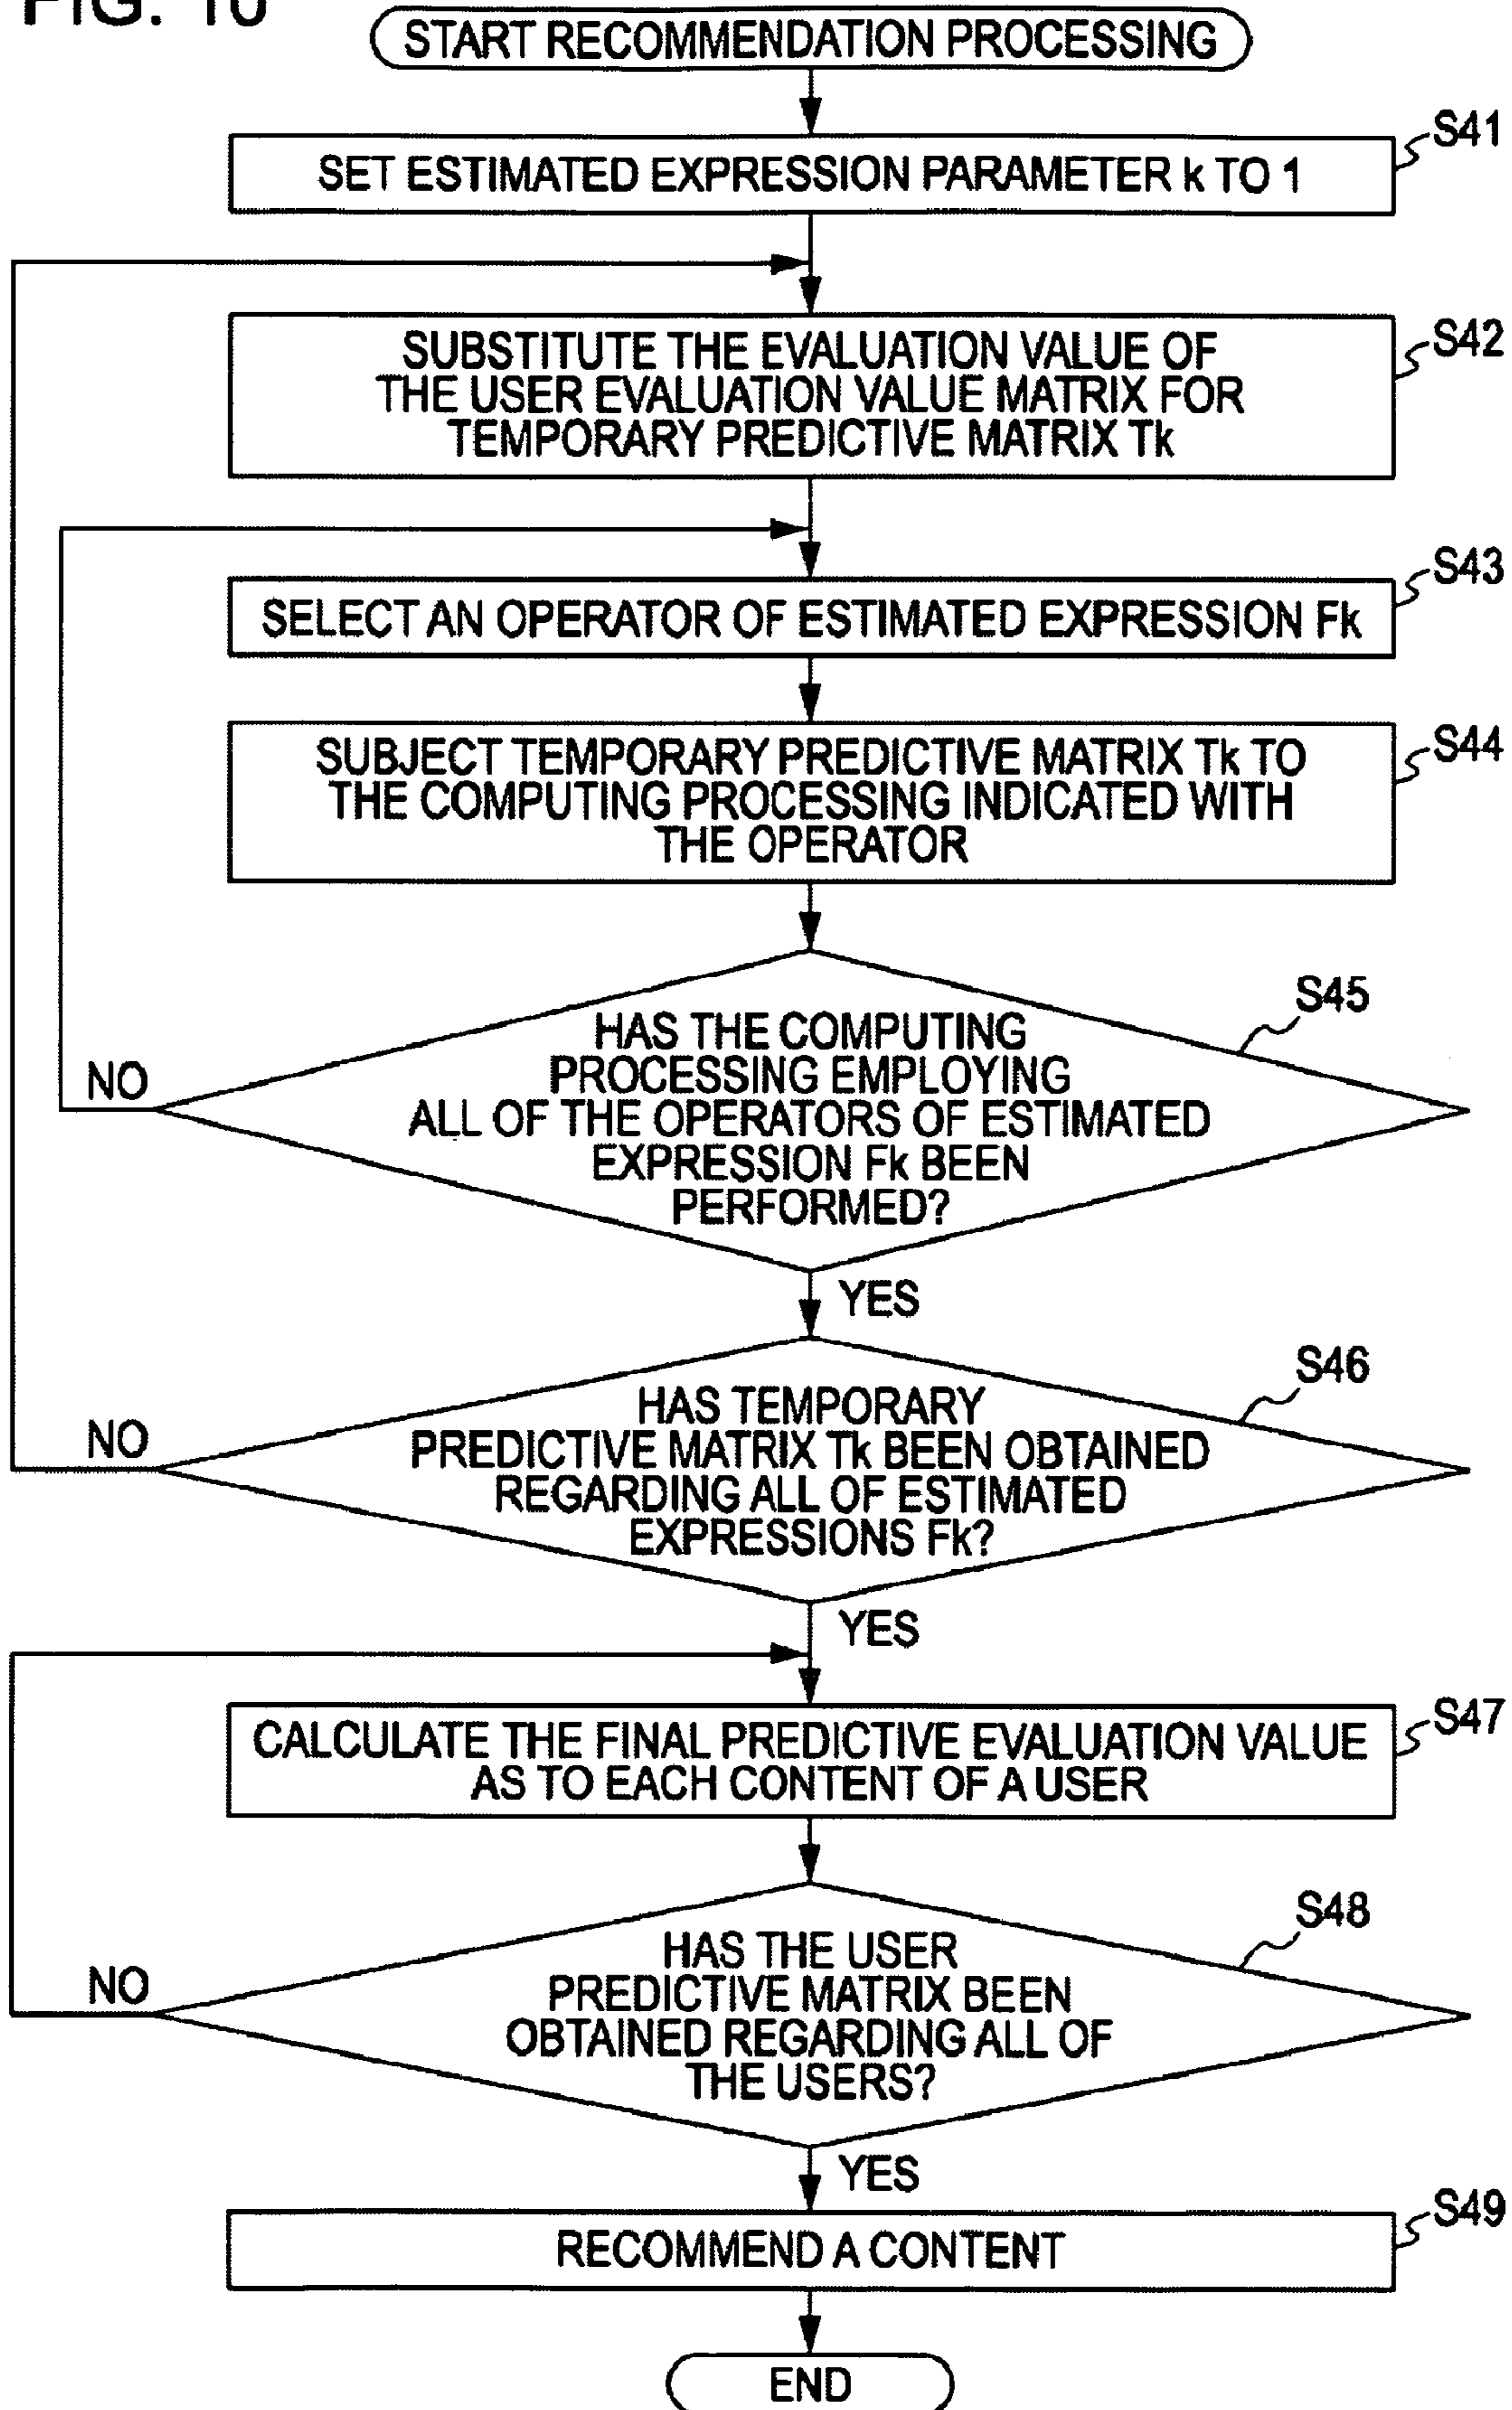 FIG. 10
START RECOMMENDATION PROCESSING
S41
SET ESTIMATED EXPRESSION PARAMETER k TO 1
S42
SUBSTITUTE THE EVALUATION VALUE OF
THE USER EVALUATION VALUE MATRIX FOR
TEMPORARY PREDICTIVE MATRIX Tk
S43
SELECT AN OPERATOR OF ESTIMATED EXPRESSION Fk
S44
SUBJECT TEMPORARY PREDICTIVE MATRIX Tk TO
THE COMPUTING PROCESSING INDICATED WITH
THE OPERATOR
S45
HAS THE COMPUTING
PROCESSING EMPLOYING
ALL OF THE OPERATORS OF ESTIMATED
EXPRESSION Fk BEEN
PERFORMED?
NO
YES
S46
HAS TEMPORARY
PREDICTIVE MATRIX Tk BEEN OBTAINED
REGARDING ALL OF ESTIMATED
EXPRESSIONS Fk?
NO
YES
S47
CALCULATE THE FINAL PREDICTIVE EVALUATION VALUE
AS TO EACH CONTENT OF A USER
S48
HAS THE USER
PREDICTIVE MATRIX BEEN
OBTAINED REGARDING ALL OF
THE USERS?
NO
YES
S49
RECOMMEND A CONTENT
END